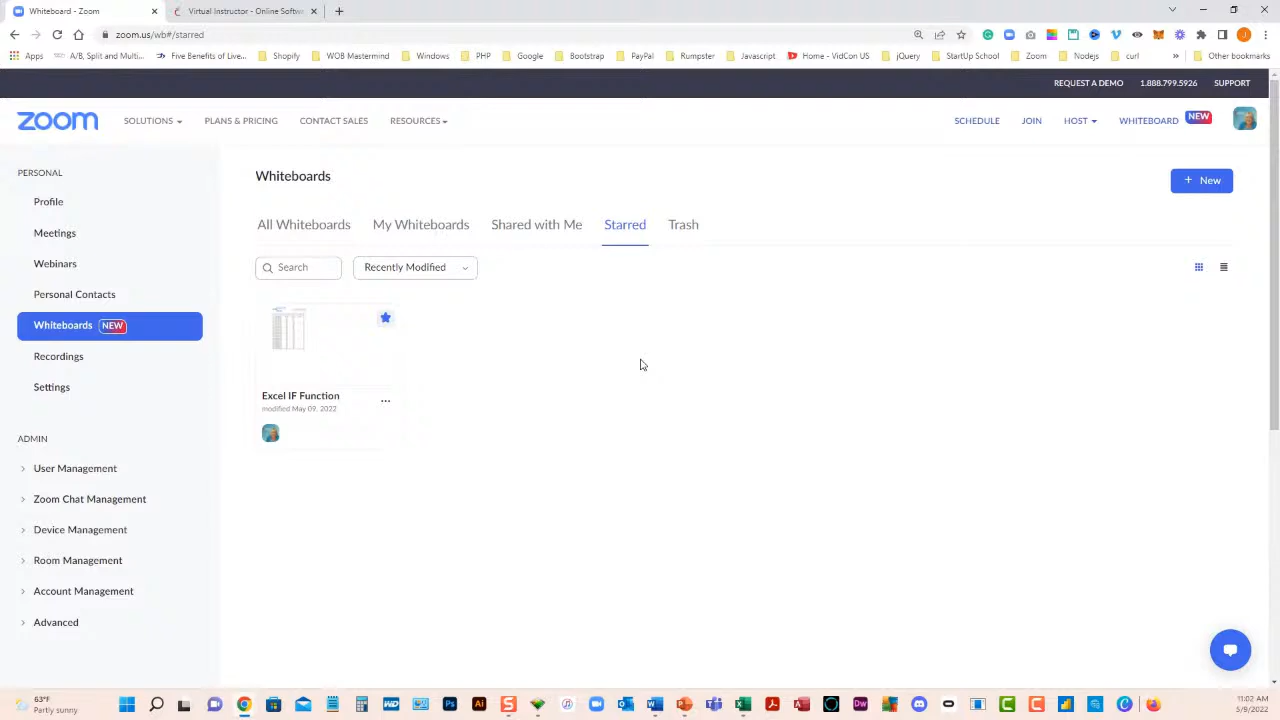 Whiteboard - Zoom
Virtual Instructor - Online Softw
zoom.us/wb#/starred
Apps
A/B, Split and Multi...
Five Benefits of Live...
Shopify
WOB Mastermind
Windows
PHP
Google
Bootstrap
PayPal
Rumpster
Javascript
Home - VidCon US
jQuery
StartUp School
Zoom
Nodejs
curl
Other bookmarks
REQUEST A DEMO 1.888.799.5926 SUPPORT
zoom
SOLUTIONS PLANS & PRICING CONTACT SALES RESOURCES
SCHEDULE JOIN HOST WHITEBOARD NEW
PERSONAL
Profile
Meetings
Webinars
Personal Contacts
Whiteboards NEW
Recordings
Settings
ADMIN
User Management
Zoom Chat Management
Device Management
Room Management
Account Management
Advanced
Whiteboards
+ New
All Whiteboards My Whiteboards Shared with Me Starred Trash
Search
Recently Modified
Excel IF Function
modified May 09, 2022
63°F
Partly sunny
11:02 AM
5/9/2022